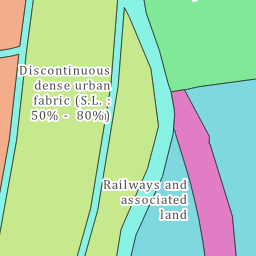 Discontinuous
dense urban
fabric (S.L. :
50% - 80%)
Railways and
associated
land